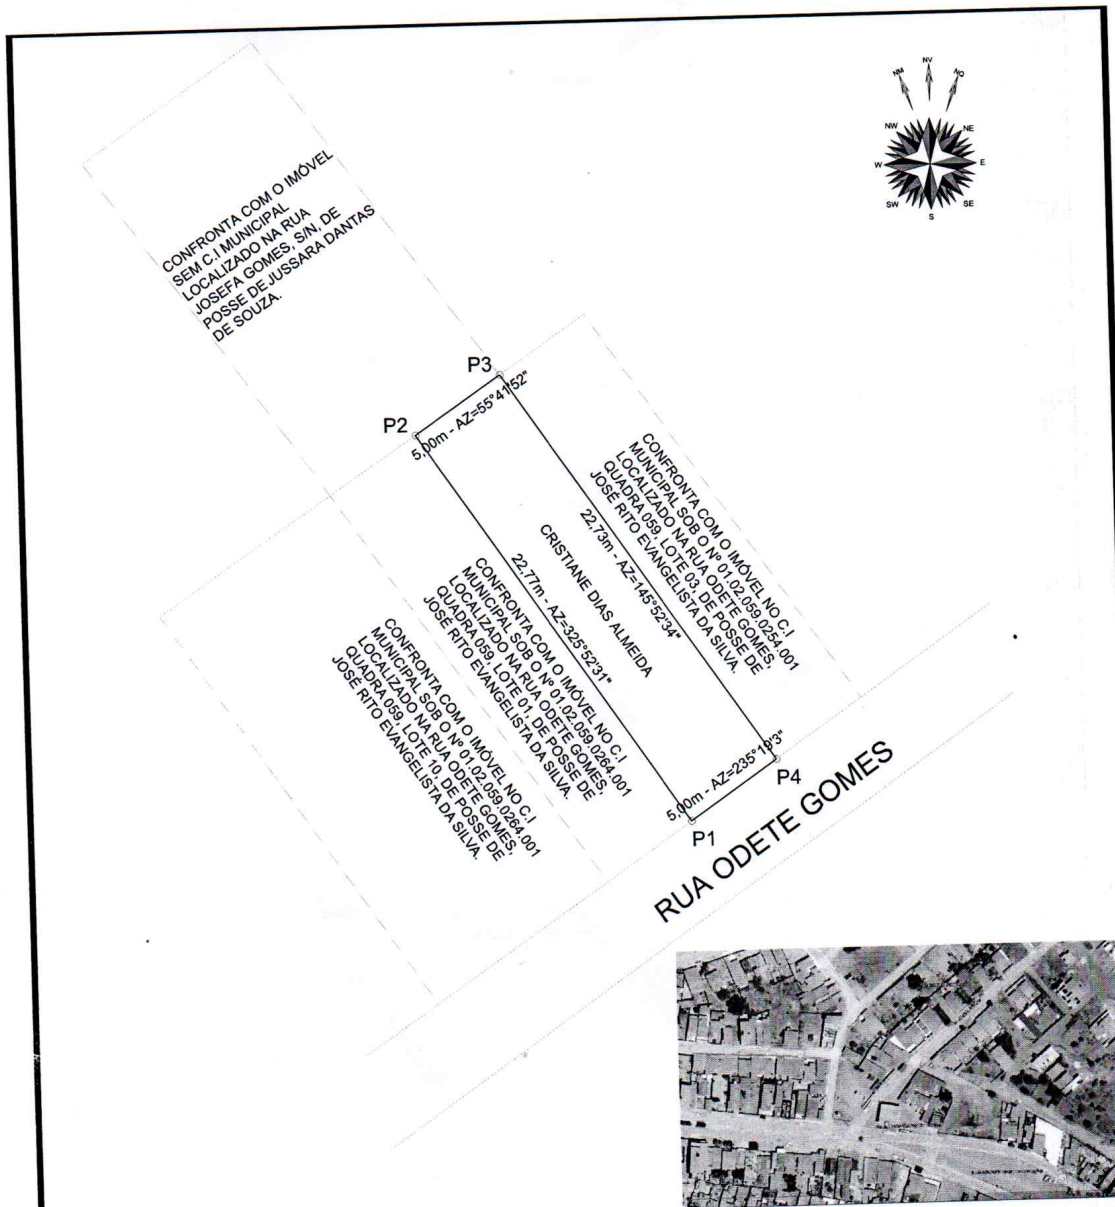 NM
NV
NQ
NW
NE
W
E
SW
SE
S
CONFRONTA COM O IMÓVEL
SEM C.I MUNICIPAL
LOCALIZADO NA RUA
JOSEFA GOMES, S/N, DE
POSSE DE JUSSARA DANTAS
DE SOUZA.
P3
P2
5,00m - AZ=55°41'52"
CONFRONTA COM O IMÓVEL NO C.I
MUNICIPAL SOB O Nº 01.02.059.0254.001
LOCALIZADO NA RUA ODETE GOMES,
QUADRA 059, LOTE 03, DE POSSE DE
JOSÉ RITO EVANGELISTA DA SILVA.
22,73m - AZ=145°52'34"
CRISTIANE DIAS ALMEIDA
22,77m - AZ=325°52'31"
CONFRONTA COM O IMÓVEL NO C.I
MUNICIPAL SOB O Nº 01.02.059.0264.001
LOCALIZADO NA RUA ODETE GOMES,
QUADRA 059, LOTE 01, DE POSSE DE
JOSÉ RITO EVANGELISTA DA SILVA.
CONFRONTA COM O IMÓVEL NO C.I
MUNICIPAL SOB O Nº 01.02.059.0264.001
LOCALIZADO NA RUA ODETE GOMES,
QUADRA 059, LOTE 10, DE POSSE DE
JOSÉ RITO EVANGELISTA DA SILVA.
5,00m - AZ=235°19'3"
P4
P1
RUA ODETE GOMES